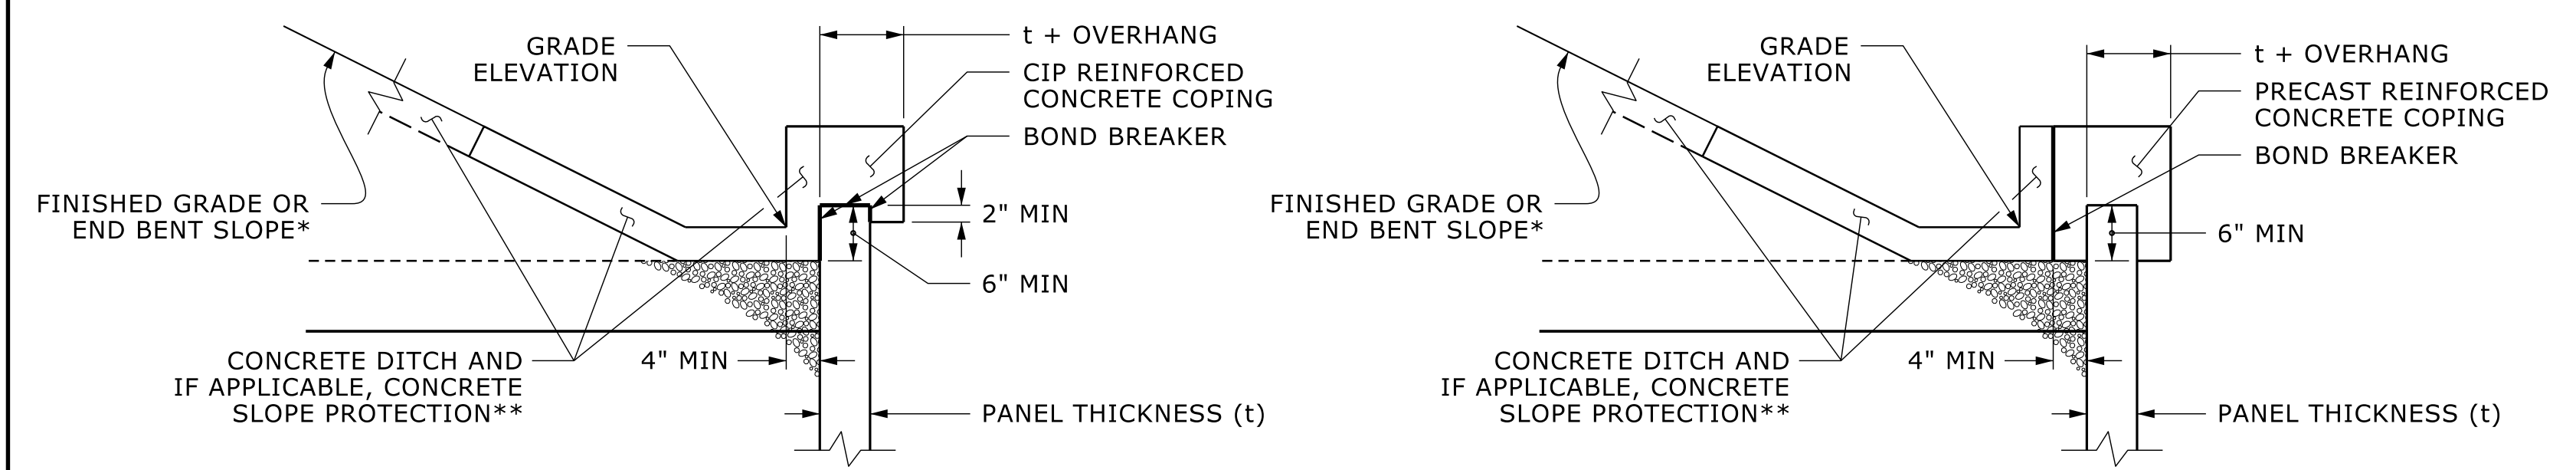 GRADE
ELEVATION
t + OVERHANG
CIP REINFORCED
CONCRETE COPING
BOND BREAKER
FINISHED GRADE OR
END BENT SLOPE*
2" MIN
6" MIN
CONCRETE DITCH AND
IF APPLICABLE, CONCRETE
SLOPE PROTECTION**
4" MIN
PANEL THICKNESS (t)
GRADE
ELEVATION
t + OVERHANG
PRECAST REINFORCED
CONCRETE COPING
BOND BREAKER
FINISHED GRADE OR
END BENT SLOPE*
6" MIN
CONCRETE DITCH AND
IF APPLICABLE, CONCRETE
SLOPE PROTECTION**
4" MIN
PANEL THICKNESS (t)